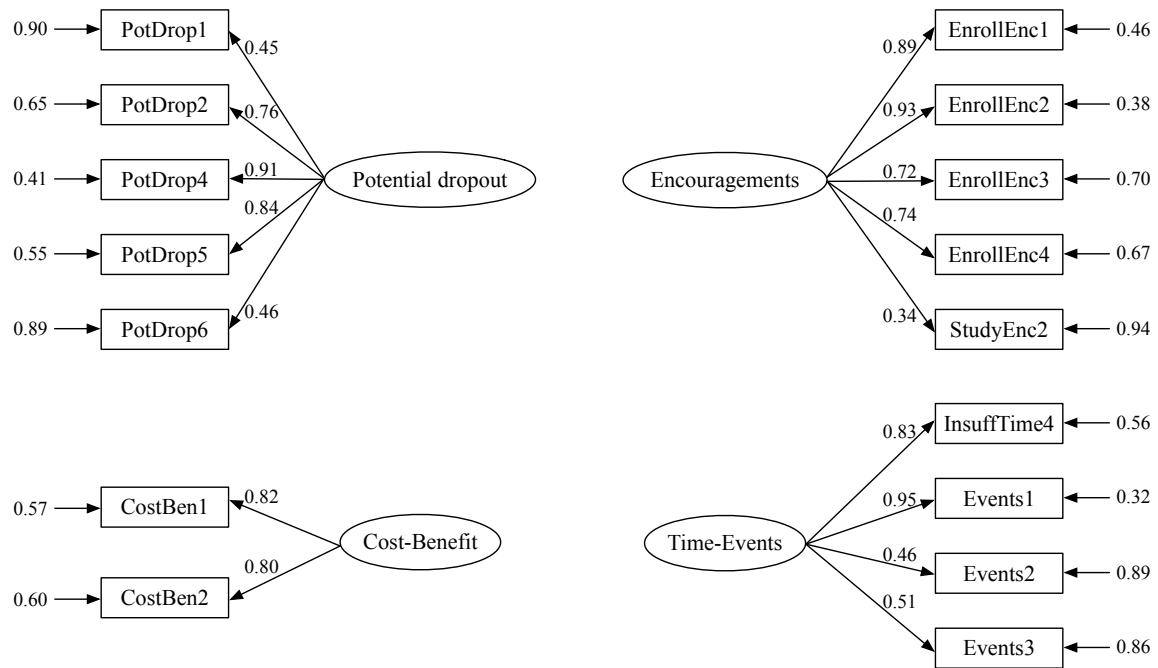 0.90
PotDrop1
0.45
0.65
PotDrop2
0.76
0.41
PotDrop4
0.91
0.55
PotDrop5
0.84
0.89
PotDrop6
0.46
Potential dropout
Encouragements
0.89
EnrollEnc1
0.46
0.93
EnrollEnc2
0.38
0.72
EnrollEnc3
0.70
0.74
EnrollEnc4
0.67
0.34
StudyEnc2
0.94
0.57
CostBen1
0.82
0.60
CostBen2
0.80
Cost-Benefit
Time-Events
0.83
InsuffTime4
0.56
0.95
Events1
0.32
0.46
Events2
0.89
0.51
Events3
0.86